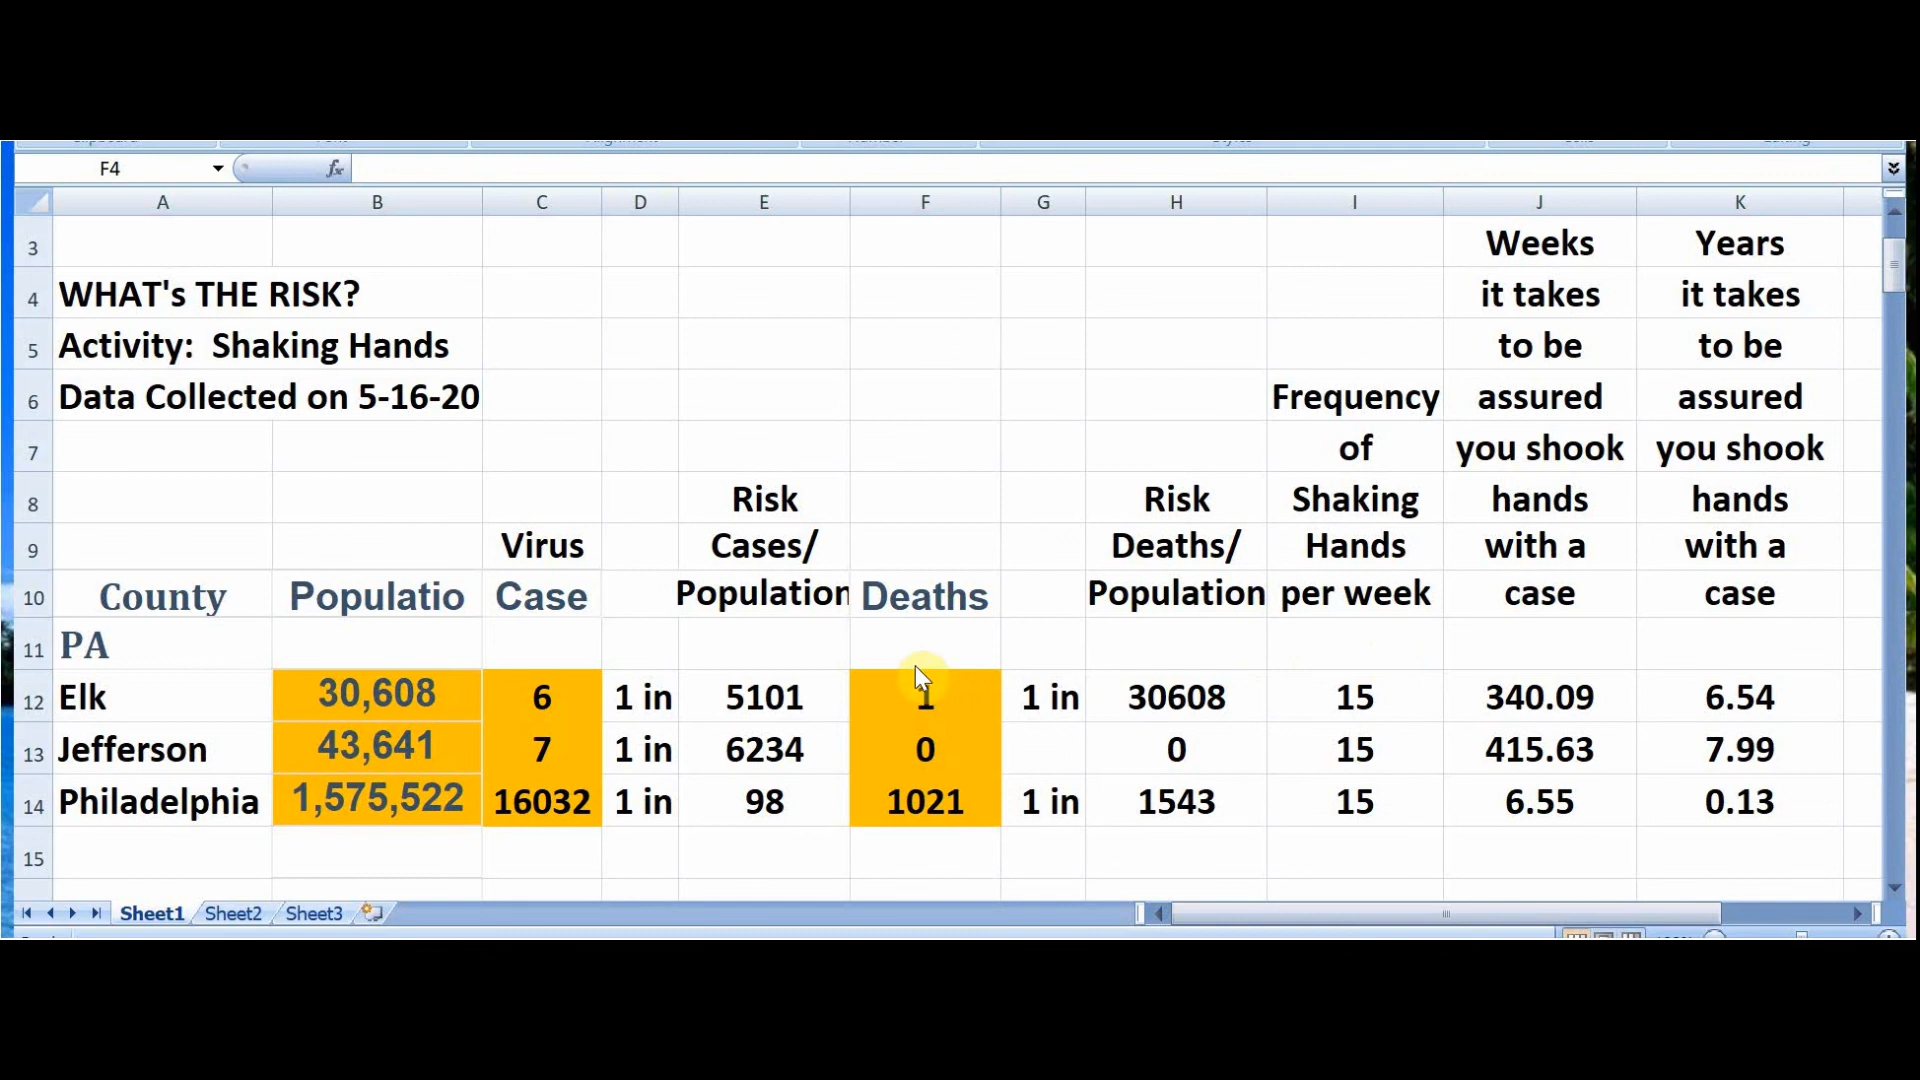 F4 fx
A B C D E F G H I J K
3 Weeks Years
4 WHAT's THE RISK? it takes it takes
5 Activity: Shaking Hands to be to be
6 Data Collected on 5-16-20 Frequency assured assured
7 of you shook you shook
8 Risk Risk Shaking hands hands
9 Virus Cases/ Deaths/ Hands with a with a
10 County Populatio Case Population Deaths Population per week case case
11 PA
12 Elk 30,608 6 1 in 5101 1 1 in 30608 15 340.09 6.54
13 Jefferson 43,641 7 1 in 6234 0 0 15 415.63 7.99
14 Philadelphia 1,575,522 16032 1 in 98 1021 1 in 1543 15 6.55 0.13
15
Sheet1 Sheet2 Sheet3